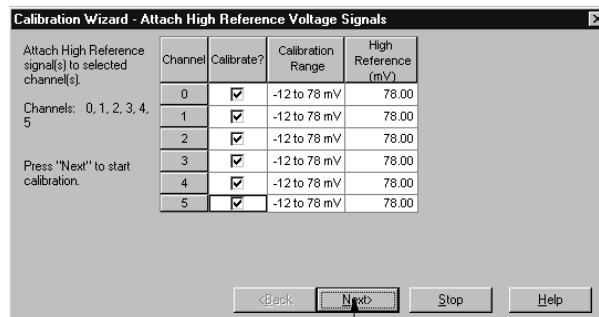 Calibration Wizard - Attach High Reference Voltage Signals
Attach High Reference
signal(s) to selected
channel(s).
Channels: 0, 1, 2, 3, 4,
5
Press "Next" to start
calibration.
Channel Calibrate? Calibration Range High Reference (mV)
0 -12 to 78 mV 78.00
1 -12 to 78 mV 78.00
2 -12 to 78 mV 78.00
3 -12 to 78 mV 78.00
4 -12 to 78 mV 78.00
5 -12 to 78 mV 78.00
<Back Next> Stop Help